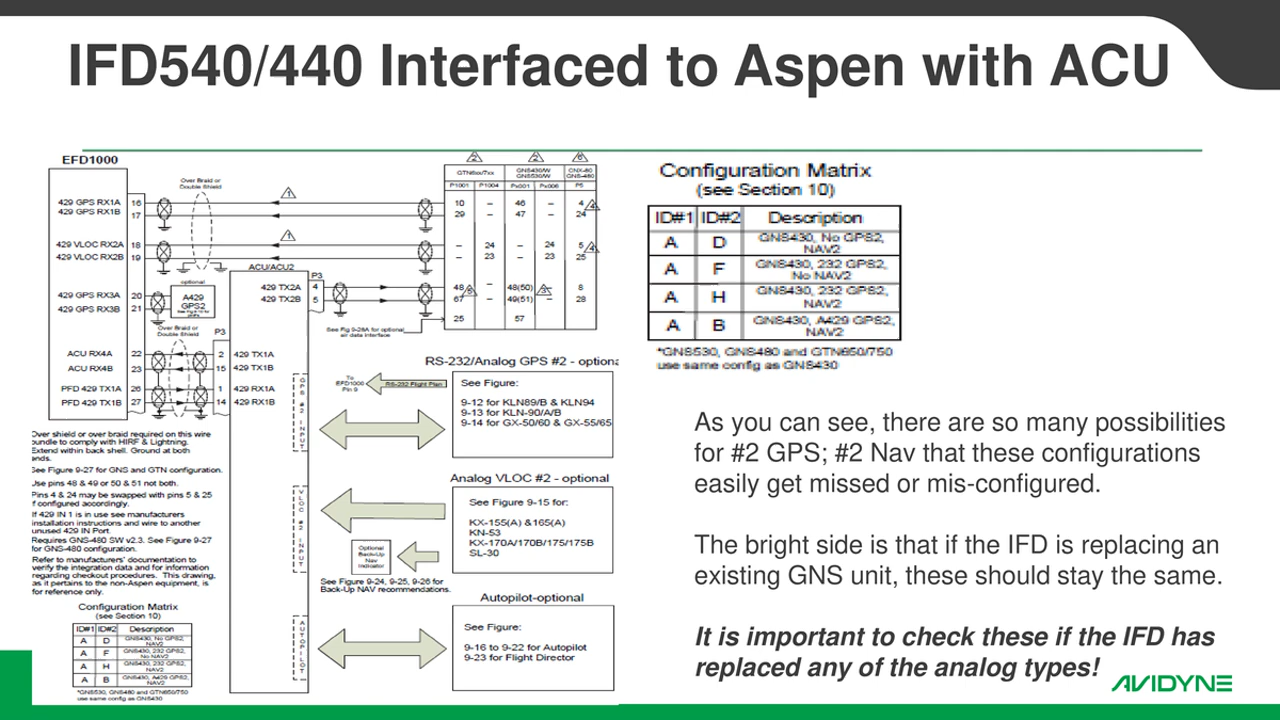 IFD540/440 Interfaced to Aspen with ACU
EFD1000
Over Braid or
Double Shield
429 GPS RX1A 16
429 GPS RX1B 17
429 VLOC RX2A 18
429 VLOC RX2B 19
429 GPS RX3A 20
429 GPS RX3B 21
ACU RX4A 22
ACU RX4B 23
PFD 429 TX1A 26
PFD 429 TX1B 27
optional
A429
GPS2
Over Braid or
Double Shield
ACU/ACU2
P3
429 TX2A 4
429 TX2B 5
P3
2 429 TX1A
15 429 TX1B
1 429 RX1A
14 429 RX1B
1
1
2 2 6
GTN6xx/7xx GNS430/W CNX-80
GNS530/W GNS-480
P1001 P1004 Px001 Px006 P5
10 – 46 – 4 4
29 – 47 – 24
– 24 – 24 5 4
– 23 – 23 25
48 – 48(50) 8
67 – 49(51) 28
25 57
5 3
See Fig 9-28A for optional
air data interface
GPS #2 INPUT
VLOC #2 INPUT
AUTOPILOT
RS-232/Analog GPS #2 - optiona
To
EFD1000
Pin 9
RS-232 Flight Plan
See Figure:
9-12 for KLN89/B & KLN94
9-13 for KLN-90/A/B
9-14 for GX-50/60 & GX-55/65
Analog VLOC #2 - optional
See Figure 9-15 for:
KX-155(A) &165(A)
KN-53
KX-170A/170B/175/175B
SL-30
Optional
Back-Up
Nav
Indicator
See Figure 9-24, 9-25, 9-26 for
Back-Up NAV recommendations.
Autopilot-optional
See Figure:
9-16 to 9-22 for Autopilot
9-23 for Flight Director
Over shield or over braid required on this wire
bundle to comply with HIRF & Lightning.
Extend within back shell. Ground at both
ends.
See Figure 9-27 for GNS and GTN configuration.
Use pins 48 & 49 or 50 & 51 not both.
Pins 4 & 24 may be swapped with pins 5 & 25
if configured accordingly.
If 429 IN 1 is in use see manufacturers
installation instructions and wire to another
unused 429 IN Port.
Requires GNS-480 SW v2.3. See Figure 9-27
for GNS-480 configuration.
Refer to manufacturers' documentation to
verify the integration data and for information
regarding checkout procedures. This drawing,
as it pertains to the non-Aspen equipment, is
for reference only.
Configuration Matrix
(see Section 10)
ID#1 ID#2 Description
A D GNS430, No GPS2, NAV2
A F GNS430, 232 GPS2, No NAV2
A H GNS430, 232 GPS2, NAV2
A B GNS430, A429 GPS2, NAV2
*GNS530, GNS480 and GTN650/750
use same config as GNS430
Configuration Matrix
(see Section 10)
ID#1 ID#2 Description
A D GNS430, No GPS2,
NAV2
A F GNS430, 232 GPS2,
No NAV2
A H GNS430, 232 GPS2,
NAV2
A B GNS430, A429 GPS2,
NAV2
*GNS530, GNS480 and GTN650/750
use same config as GNS430
As you can see, there are so many possibilities
for #2 GPS; #2 Nav that these configurations
easily get missed or mis-configured.
The bright side is that if the IFD is replacing an
existing GNS unit, these should stay the same.
It is important to check these if the IFD has
replaced any of the analog types!
AVIDYNE